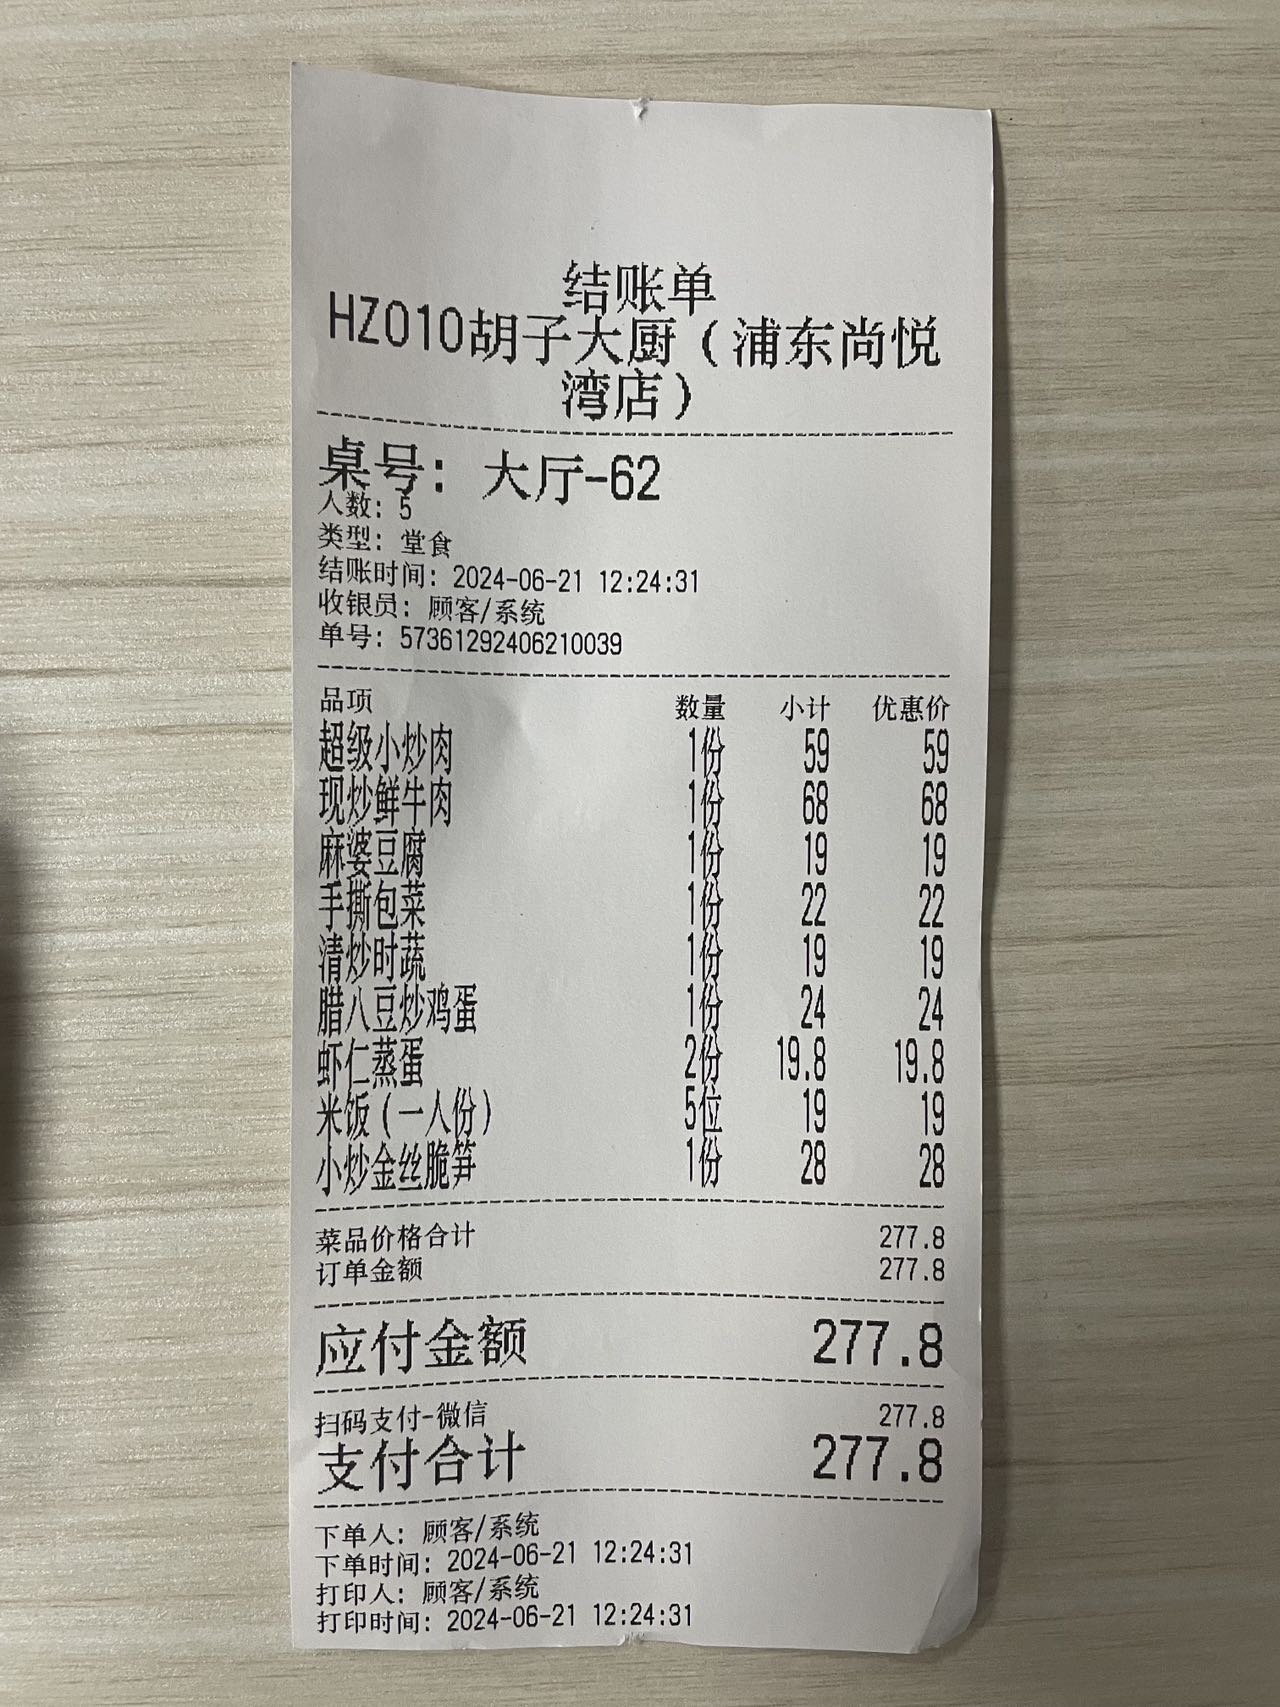 结账单
HZ010胡子大厨(浦东尚悦
湾店)
桌号: 大厅-62
人数: 5
类型: 堂食
结账时间: 2024-06-21 12:24:31
收银员: 顾客/系统
单号: 57361292406210039
品项 数量 小计 优惠价
超级小炒肉 1份 59 59
现炒鲜牛肉 1份 68 68
麻婆豆腐 1份 19 19
手撕包菜 1份 22 22
清炒时蔬 1份 19 19
腊八豆炒鸡蛋 1份 24 24
虾仁蒸蛋 2份 19.8 19.8
米饭(一人份) 5位 19 19
小炒金丝脆笋 1份 28 28
菜品价格合计 277.8
订单金额 277.8
应付金额 277.8
扫码支付-微信 277.8
支付合计 277.8
下单人: 顾客/系统
下单时间: 2024-06-21 12:24:31
打印人: 顾客/系统
打印时间: 2024-06-21 12:24:31